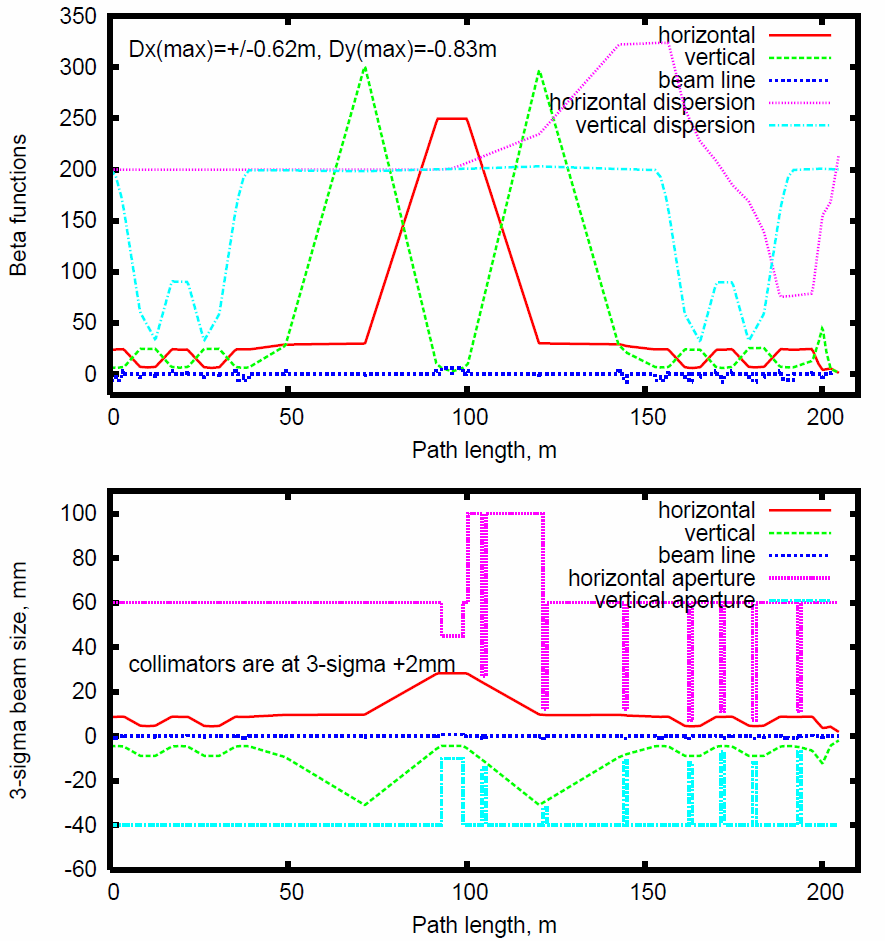 350
300
250
200
150
100
50
0
Beta functions
Dx(max)=+/-0.62m, Dy(max)=-0.83m
horizontal
vertical
beam line
horizontal dispersion
vertical dispersion
0 50 100 150 200
Path length, m
100
80
60
40
20
0
-20
-40
-60
3-sigma beam size, mm
horizontal
vertical
beam line
horizontal aperture
vertical aperture
collimators are at 3-sigma +2mm
0 50 100 150 200
Path length, m